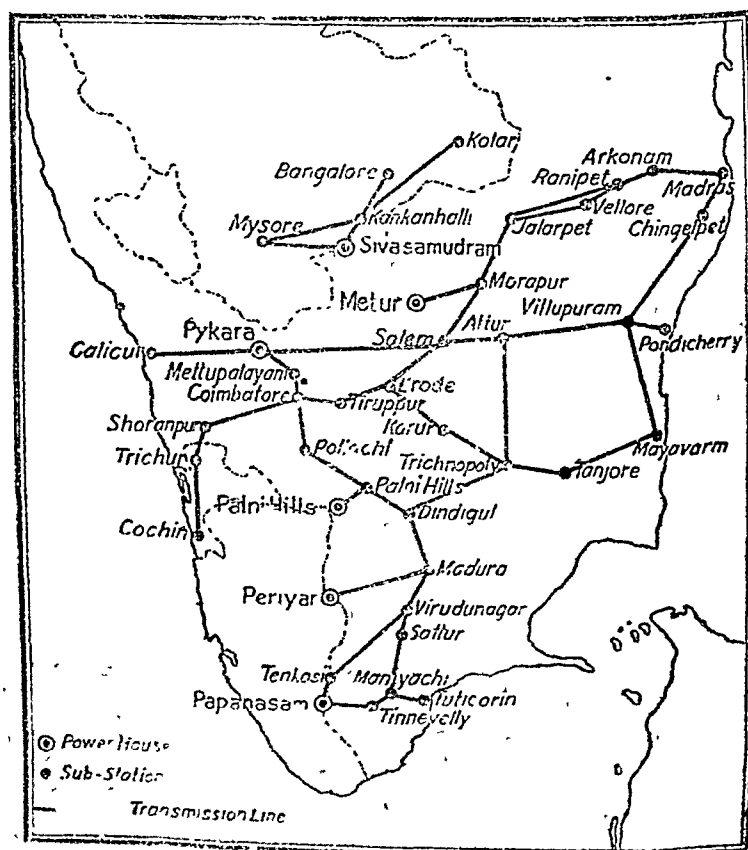 Kolar
Bangalore
Arkonam
Ranipet
Madras
Mysore
Kankanhalli
Vellore
Jalarpet
Chingelpet
Sivasamudram
Morapur
Metur
Villupuram
Pykara
Salem
Attur
Pondicherry
Calicut
Mettupalayam
Coimbatore
Erode
Tiruppur
Shoranpur
Karur
Mayavarm
Trichur
Pollachi
Trichnopoly
Tanjore
Palni Hills
Palni Hills
Dindigul
Cochin
Madura
Periyar
Virudunagar
Sattur
Tenkasi
Maniyachi
Papanasam
Tuticorin
Tinnevelly
Power House
Sub-Station
Transmission Line